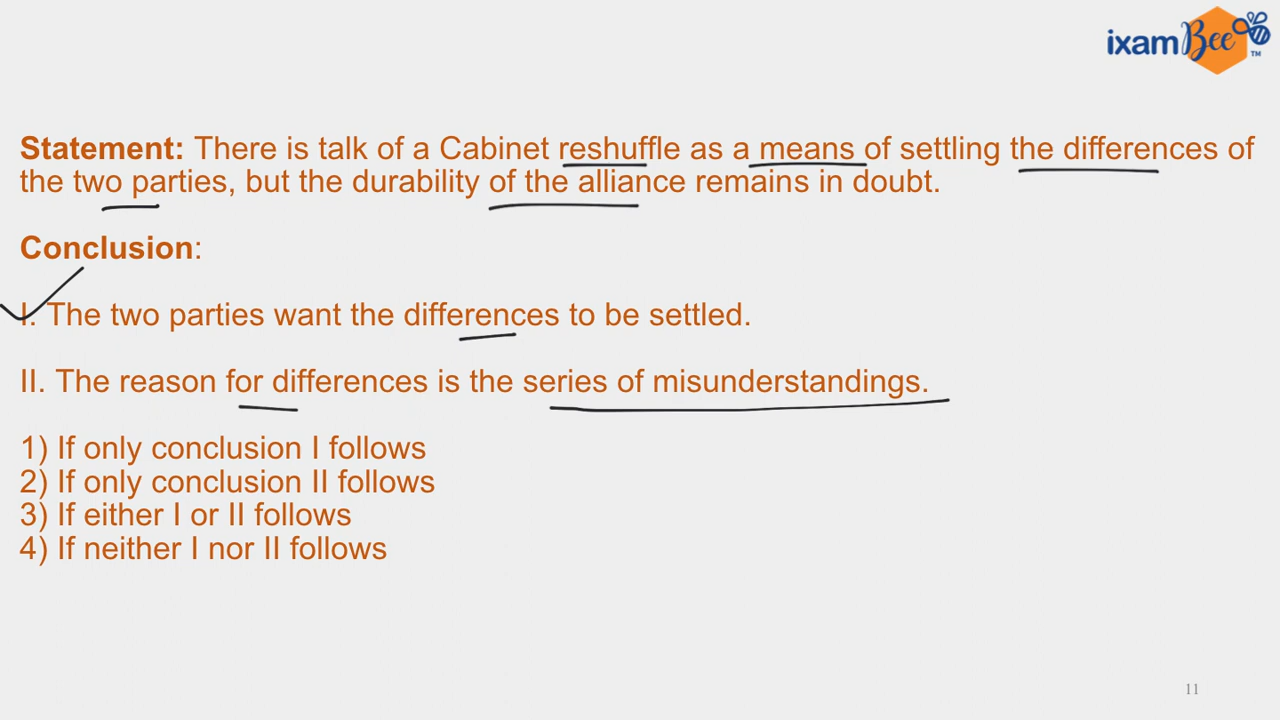 ixamBee™
Statement: There is talk of a Cabinet reshuffle as a means of settling the differences of
the two parties, but the durability of the alliance remains in doubt.
Conclusion:
I. The two parties want the differences to be settled.
II. The reason for differences is the series of misunderstandings.
1) If only conclusion I follows
2) If only conclusion II follows
3) If either I or II follows
4) If neither I nor II follows
11